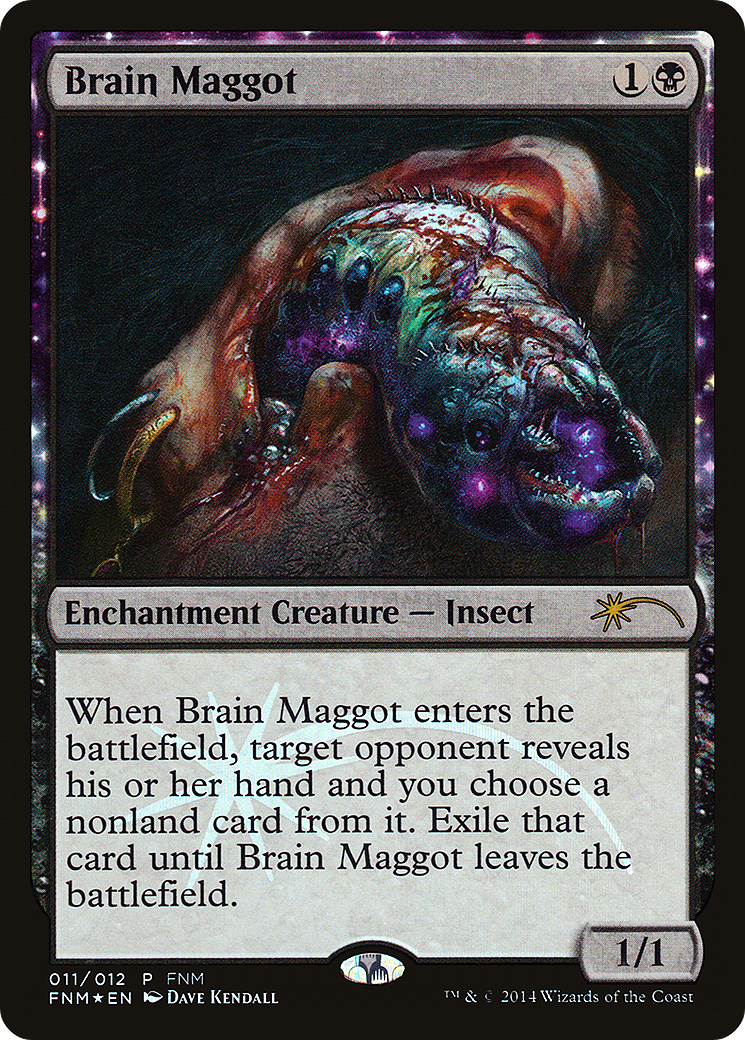 Brain Maggot 1
Enchantment Creature — Insect
When Brain Maggot enters the
battlefield, target opponent reveals
his or her hand and you choose a
nonland card from it. Exile that
card until Brain Maggot leaves the
battlefield.
1/1
011/012 P FNM
FNM★EN Dave Kendall
™ & © 2014 Wizards of the Coast